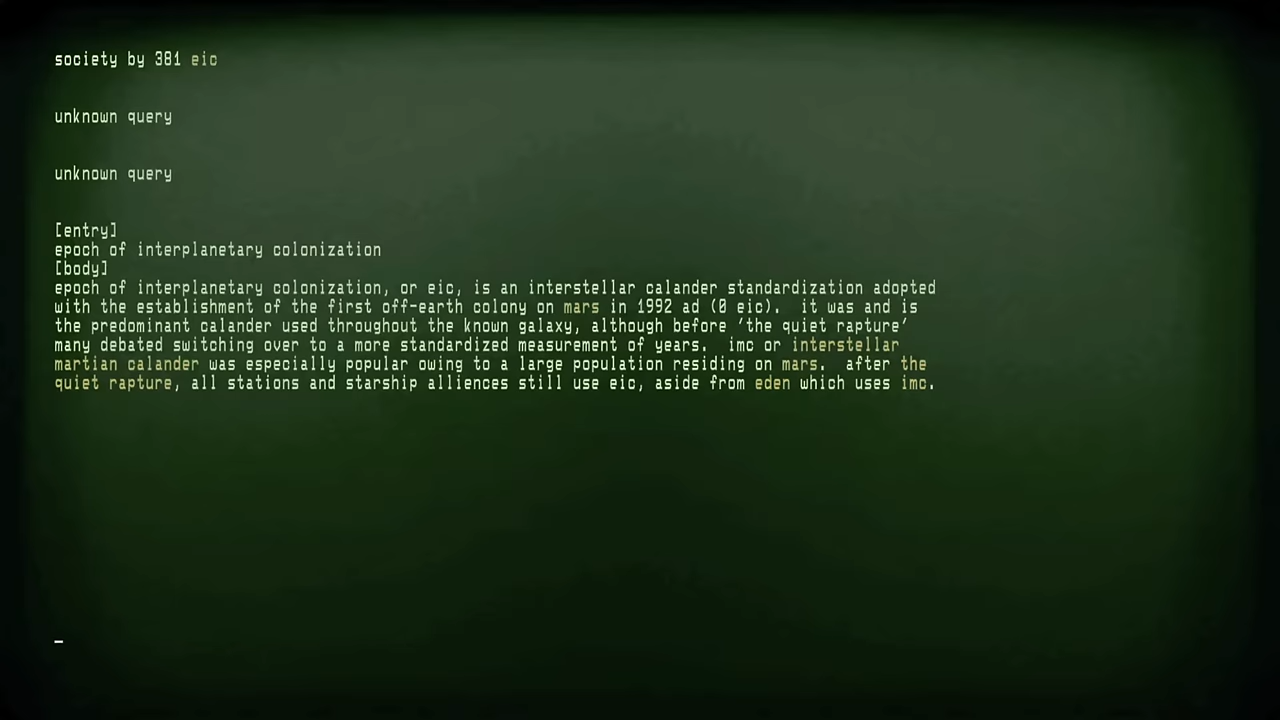 society by 381 eic
unknown query
unknown query
[entry]
epoch of interplanetary colonization
[body]
epoch of interplanetary colonization, or eic, is an interstellar calander standardization adopted
with the establishment of the first off-earth colony on mars in 1992 ad (0 eic).  it was and is
the predominant calander used throughout the known galaxy, although before 'the quiet rapture'
many debated switching over to a more standardized measurement of years.  imc or interstellar
martian calander was especially popular owing to a large population residing on mars.  after the
quiet rapture, all stations and starship alliences still use eic, aside from eden which uses imc.
_